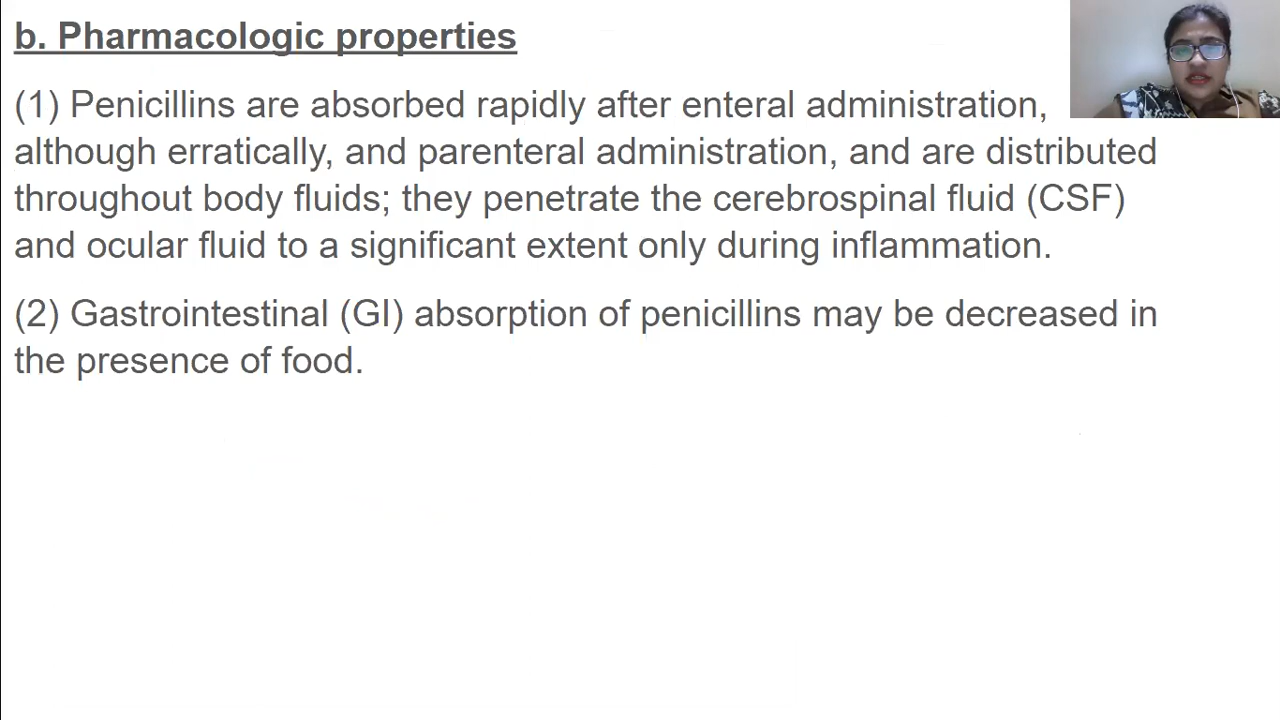 b. Pharmacologic properties
(1) Penicillins are absorbed rapidly after enteral administration,
although erratically, and parenteral administration, and are distributed
throughout body fluids; they penetrate the cerebrospinal fluid (CSF)
and ocular fluid to a significant extent only during inflammation.
(2) Gastrointestinal (GI) absorption of penicillins may be decreased in
the presence of food.